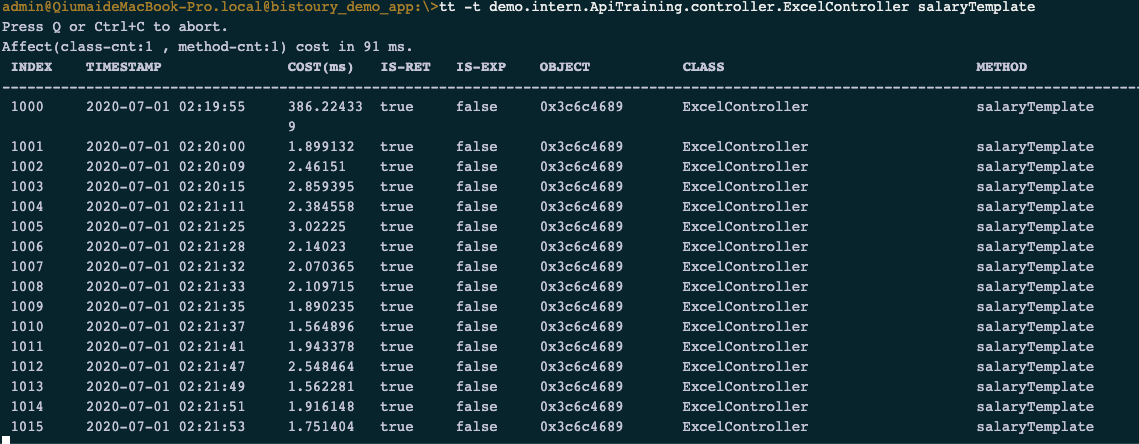 admin@QiumaideMacBook-Pro.local@bistoury_demo_app:\>tt -t demo.intern.ApiTraining.controller.ExcelController salaryTemplate
Press Q or Ctrl+C to abort.
Affect(class-cnt:1 , method-cnt:1) cost in 91 ms.
INDEX TIMESTAMP COST(ms) IS-RET IS-EXP OBJECT CLASS METHOD
1000 2020-07-01 02:19:55 386.22433 true false 0x3c6c4689 ExcelController salaryTemplate
9
1001 2020-07-01 02:20:00 1.899132 true false 0x3c6c4689 ExcelController salaryTemplate
1002 2020-07-01 02:20:09 2.46151 true false 0x3c6c4689 ExcelController salaryTemplate
1003 2020-07-01 02:20:15 2.859395 true false 0x3c6c4689 ExcelController salaryTemplate
1004 2020-07-01 02:21:11 2.384558 true false 0x3c6c4689 ExcelController salaryTemplate
1005 2020-07-01 02:21:25 3.02225 true false 0x3c6c4689 ExcelController salaryTemplate
1006 2020-07-01 02:21:28 2.14023 true false 0x3c6c4689 ExcelController salaryTemplate
1007 2020-07-01 02:21:32 2.070365 true false 0x3c6c4689 ExcelController salaryTemplate
1008 2020-07-01 02:21:33 2.109715 true false 0x3c6c4689 ExcelController salaryTemplate
1009 2020-07-01 02:21:35 1.890235 true false 0x3c6c4689 ExcelController salaryTemplate
1010 2020-07-01 02:21:37 1.564896 true false 0x3c6c4689 ExcelController salaryTemplate
1011 2020-07-01 02:21:41 1.943378 true false 0x3c6c4689 ExcelController salaryTemplate
1012 2020-07-01 02:21:47 2.548464 true false 0x3c6c4689 ExcelController salaryTemplate
1013 2020-07-01 02:21:49 1.562281 true false 0x3c6c4689 ExcelController salaryTemplate
1014 2020-07-01 02:21:51 1.916148 true false 0x3c6c4689 ExcelController salaryTemplate
1015 2020-07-01 02:21:53 1.751404 true false 0x3c6c4689 ExcelController salaryTemplate